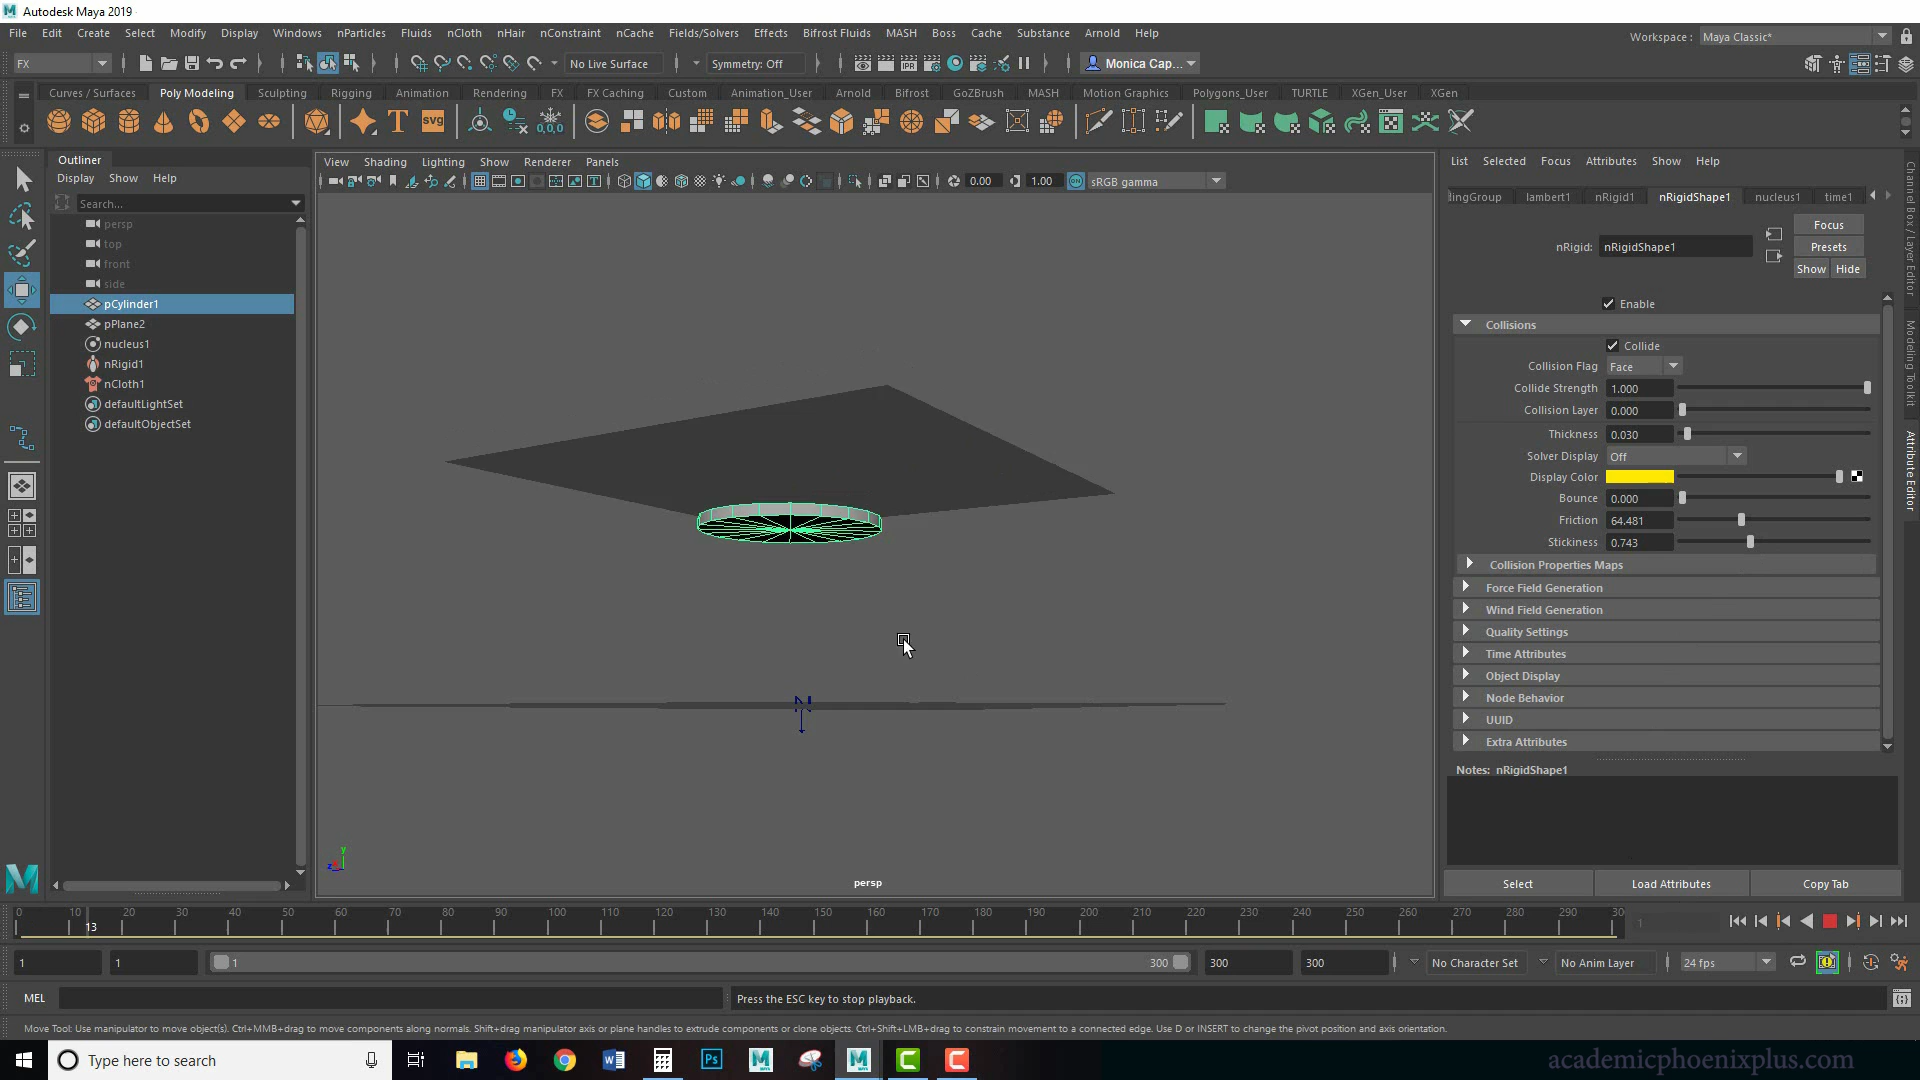 Autodesk Maya 2019
File Edit Create Select Modify Display Windows nParticles Fluids nCloth nHair nConstraint nCache Fields/Solvers Effects Bifrost Fluids MASH Boss Cache Substance Arnold Help
Workspace : Maya Classic*
FX No Live Surface Symmetry: Off Monica Cap...
Curves / Surfaces Poly Modeling Sculpting Rigging Animation Rendering FX FX Caching Custom Animation_User Arnold Bifrost GoZBrush MASH Motion Graphics Polygons_User TURTLE XGen_User XGen
Outliner
Display Show Help
Search...
persp
top
front
side
pCylinder1
pPlane2
nucleus1
nRigid1
nCloth1
defaultLightSet
defaultObjectSet
View Shading Lighting Show Renderer Panels
0.00 1.00 sRGB gamma
N
y
z
persp
List Selected Focus Attributes Show Help
dingGroup lambert1 nRigid1 nRigidShape1 nucleus1 time1
Focus
nRigid: nRigidShape1 Presets
Show Hide
Enable
Collisions
Collide
Collision Flag Face
Collide Strength 1.000
Collision Layer 0.000
Thickness 0.030
Solver Display Off
Display Color
Bounce 0.000
Friction 64.481
Stickiness 0.743
Collision Properties Maps
Force Field Generation
Wind Field Generation
Quality Settings
Time Attributes
Object Display
Node Behavior
UUID
Extra Attributes
Notes: nRigidShape1
Select Load Attributes Copy Tab
Channel Box / Layer Editor
Modeling Toolkit
Attribute Editor
0 10 20 30 40 50 60 70 80 90 100 110 120 130 140 150 160 170 180 190 200 210 220 230 240 250 260 270 280 290 30
13
1
1 1 1 300 300 300 No Character Set No Anim Layer 24 fps
MEL Press the ESC key to stop playback.
Move Tool: Use manipulator to move object(s). Ctrl+MMB+drag to move components along normals. Shift+drag manipulator axis or plane handles to extrude components or clone objects. Ctrl+Shift+LMB+drag to constrain movement to a connected edge. Use D or INSERT to change the pivot position and axis orientation.
Type here to search
academicphoenixplus.com